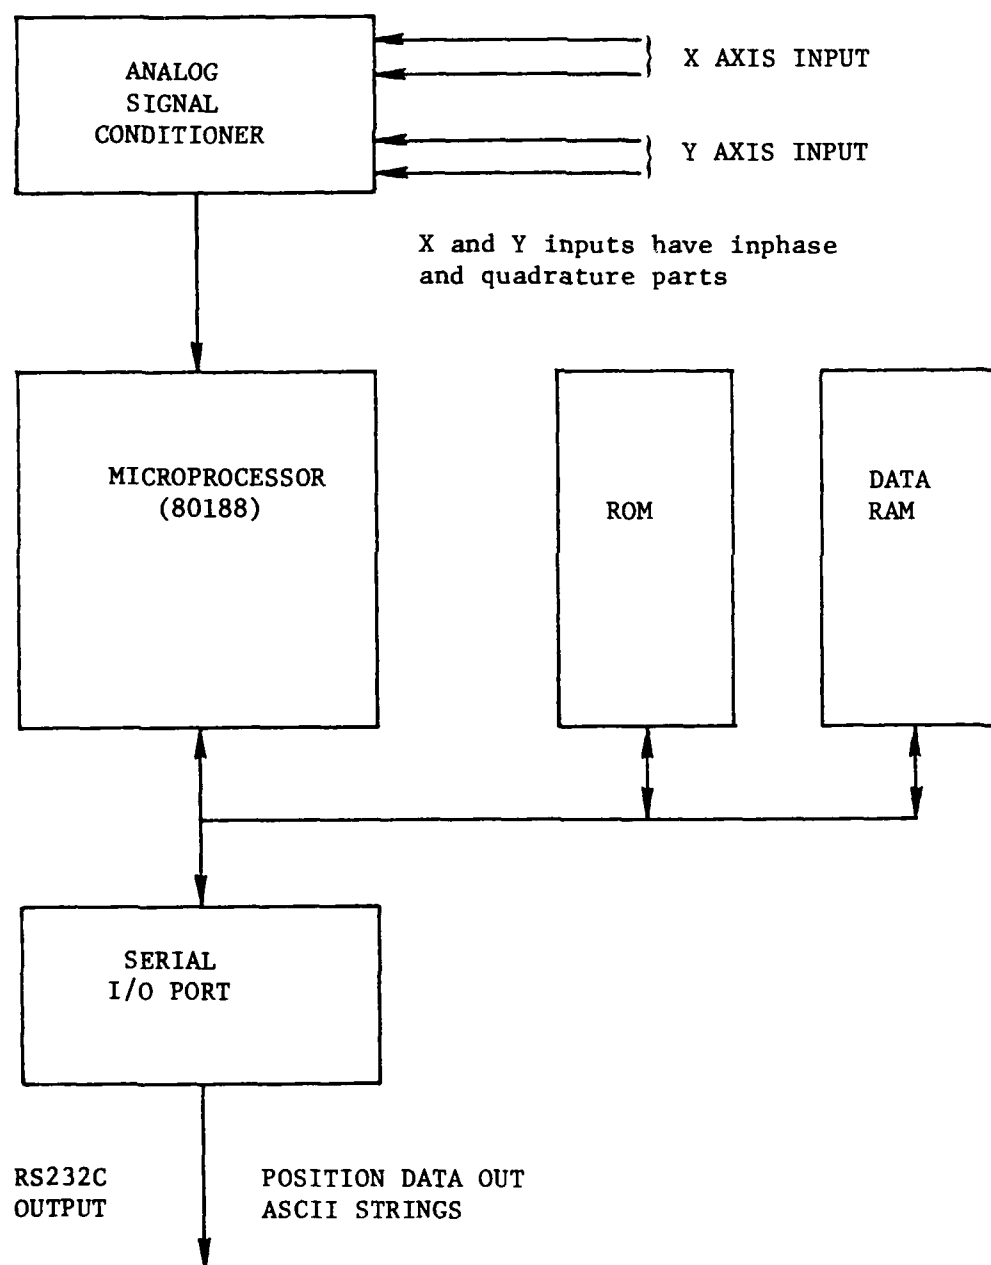 ANALOG
SIGNAL
CONDITIONER
X AXIS INPUT
Y AXIS INPUT
X and Y inputs have inphase
and quadrature parts
MICROPROCESSOR
(80188)
ROM
DATA
RAM
SERIAL
I/O PORT
RS232C
OUTPUT
POSITION DATA OUT
ASCII STRINGS